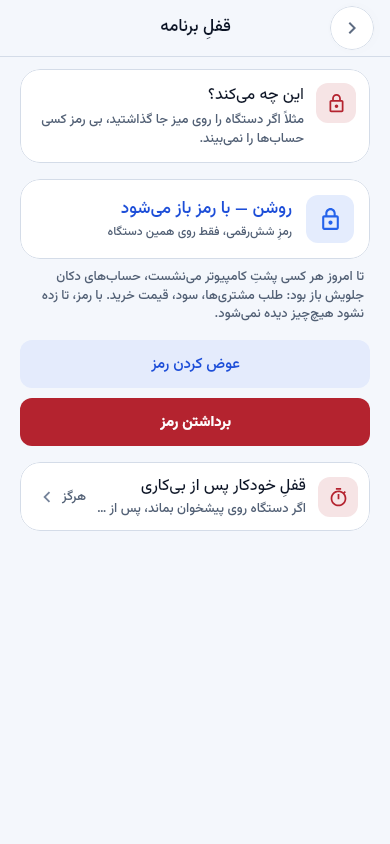 قفلِ برنامه
این چه می‌کند؟
مثلاً اگر دستگاه را روی میز جا گذاشتید، بی رمز کسی
حساب‌ها را نمی‌بیند.
روشن — با رمز باز می‌شود
رمزِ شش‌رقمی، فقط روی همین دستگاه
تا امروز هر کسی پشتِ کامپیوتر می‌نشست، حساب‌های دکان
جلویش باز بود: طلب مشتری‌ها، سود، قیمت خرید. با رمز، تا زده
نشود هیچ‌چیز دیده نمی‌شود.
عوض کردن رمز
برداشتن رمز
قفلِ خودکار پس از بی‌کاری
هرگز
اگر دستگاه روی پیشخوان بماند، پس از ...